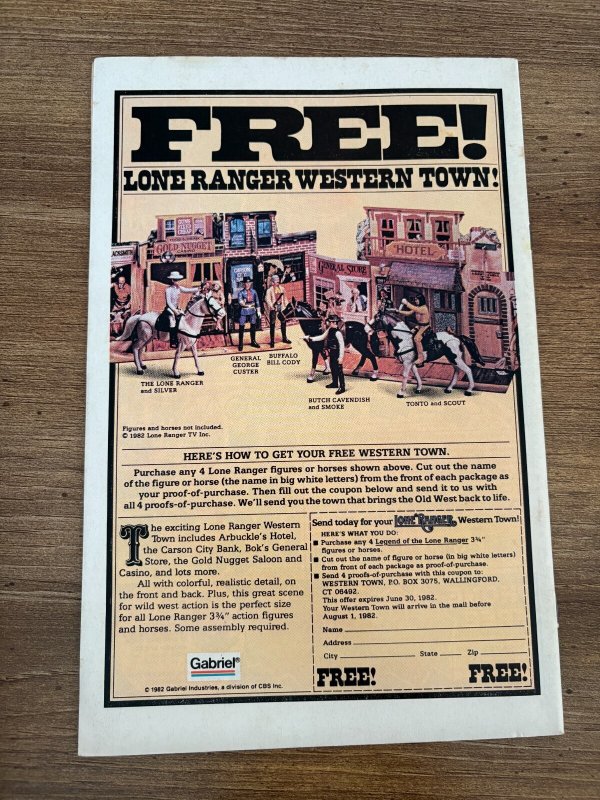 FREE!
LONE RANGER WESTERN TOWN!
GOLD NUGGET
GENERAL STORE
HOTEL
THE LONE RANGER
and SILVER
GENERAL
GEORGE
CUSTER
BUFFALO
BILL CODY
BUTCH CAVENDISH
and SMOKE
TONTO and SCOUT
Figures and horses not included.
© 1982 Lone Ranger TV Inc.
HERE'S HOW TO GET YOUR FREE WESTERN TOWN.
Purchase any 4 Lone Ranger figures or horses shown above. Cut out the name
of the figure or horse (the name in big white letters) from the front of each package as
your proof-of-purchase. Then fill out the coupon below and send it to us with
all 4 proofs-of-purchase. We'll send you the town that brings the Old West back to life.
The exciting Lone Ranger Western
Town includes Arbuckle's Hotel,
the Carson City Bank, Bok's General
Store, the Gold Nugget Saloon and
Casino, and lots more.
All with colorful, realistic detail, on
the front and back. Plus, this great scene
for wild west action is the perfect size
for all Lone Ranger 3¾" action figures
and horses. Some assembly required.
Gabriel®
© 1982 Gabriel Industries, a division of CBS Inc.
Send today for your LONE RANGER Western Town!
HERE'S WHAT YOU DO:
■ Purchase any 4 Legend of the Lone Ranger 3¾"
figures or horses.
■ Cut out the name of figure or horse (in big white letters)
from front of each package as proof-of-purchase.
■ Send 4 proofs-of-purchase with this coupon to:
WESTERN TOWN, P.O. BOX 3075, WALLINGFORD,
CT 06492.
This offer expires June 30, 1982.
Your Western Town will arrive in the mail before
August 1, 1982.
Name
Address
City State Zip
FREE! FREE!